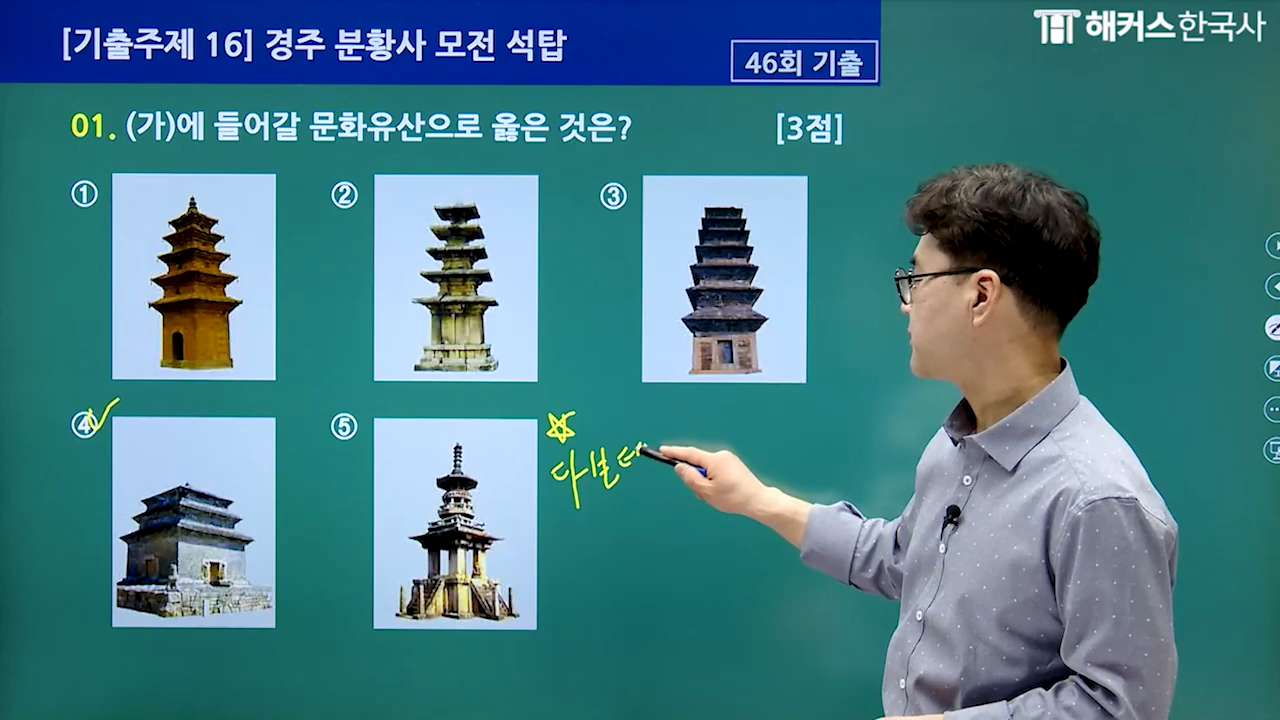 [기출주제 16] 경주 분황사 모전 석탑
46회 기출
해커스한국사
01. (가)에 들어갈 문화유산으로 옳은 것은?
[3점]
①
②
③
④
⑤
다보